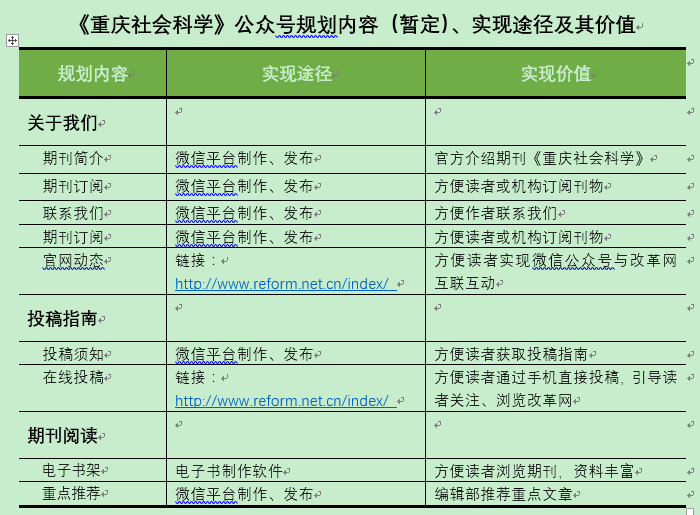 《重庆社会科学》公众号规划内容（暂定）、实现途径及其价值
规划内容 实现途径 实现价值
关于我们
期刊简介 微信平台制作、发布 官方介绍期刊《重庆社会科学》
期刊订阅 微信平台制作、发布 方便读者或机构订阅刊物
联系我们 微信平台制作、发布 方便作者联系我们
期刊订阅 微信平台制作、发布 方便读者或机构订阅刊物
官网动态 链接： 方便读者实现微信公众号与改革网
http://www.reform.net.cn/index/ 互联互动
投稿指南
投稿须知 微信平台制作、发布 方便读者获取投稿指南
在线投稿 链接： 方便读者通过手机直接投稿，引导读
http://www.reform.net.cn/index/ 者关注、浏览改革网
期刊阅读
电子书架 电子书制作软件 方便读者浏览期刊，资料丰富
重点推荐 微信平台制作、发布 编辑部推荐重点文章